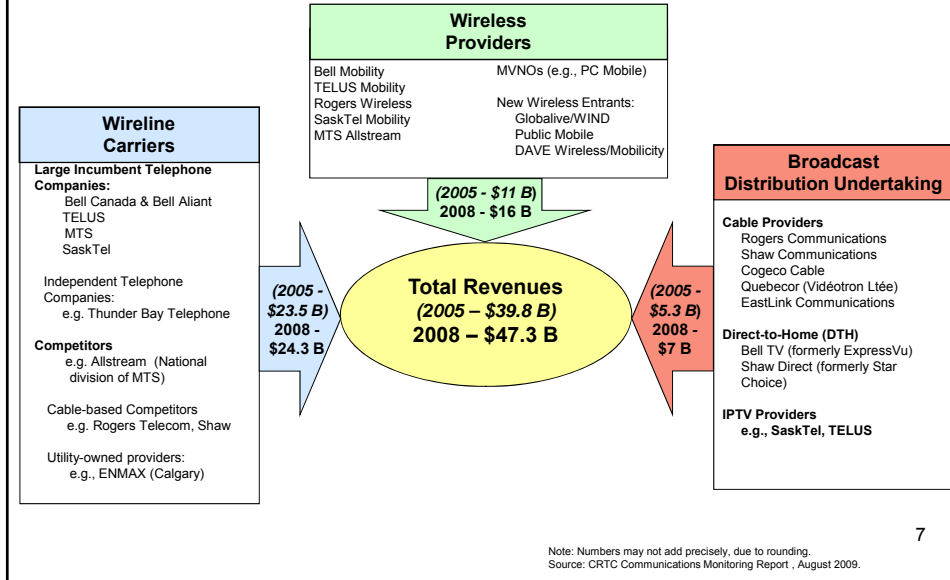 Wireless
Providers
Bell Mobility
TELUS Mobility
Rogers Wireless
SaskTel Mobility
MTS Allstream
MVNOs (e.g., PC Mobile)
New Wireless Entrants:
Globalive/WIND
Public Mobile
DAVE Wireless/Mobilicity
Wireline
Carriers
Large Incumbent Telephone
Companies:
Bell Canada & Bell Aliant
TELUS
MTS
SaskTel
Independent Telephone
Companies:
e.g. Thunder Bay Telephone
Competitors
e.g. Allstream (National
division of MTS)
Cable-based Competitors
e.g. Rogers Telecom, Shaw
Utility-owned providers:
e.g., ENMAX (Calgary)
(2005 - $11 B)
2008 - $16 B
(2005 -
$23.5 B)
2008 -
$24.3 B
Total Revenues
(2005 – $39.8 B)
2008 – $47.3 B
(2005 -
$5.3 B)
2008 -
$7 B
Broadcast
Distribution Undertaking
Cable Providers
Rogers Communications
Shaw Communications
Cogeco Cable
Quebecor (Vidéotron Ltée)
EastLink Communications
Direct-to-Home (DTH)
Bell TV (formerly ExpressVu)
Shaw Direct (formerly Star
Choice)
IPTV Providers
e.g., SaskTel, TELUS
7
Note: Numbers may not add precisely, due to rounding.
Source: CRTC Communications Monitoring Report , August 2009.